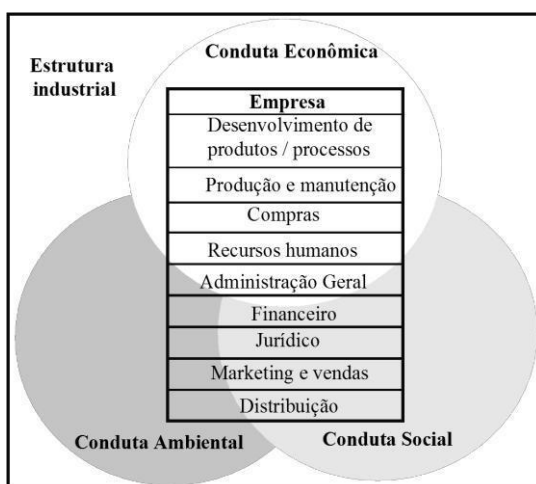 Conduta Econômica
Estrutura
industrial
Empresa
Desenvolvimento de
produtos / processos
Produção e manutenção
Compras
Recursos humanos
Administração Geral
Financeiro
Jurídico
Marketing e vendas
Distribuição
Conduta Ambiental
Conduta Social